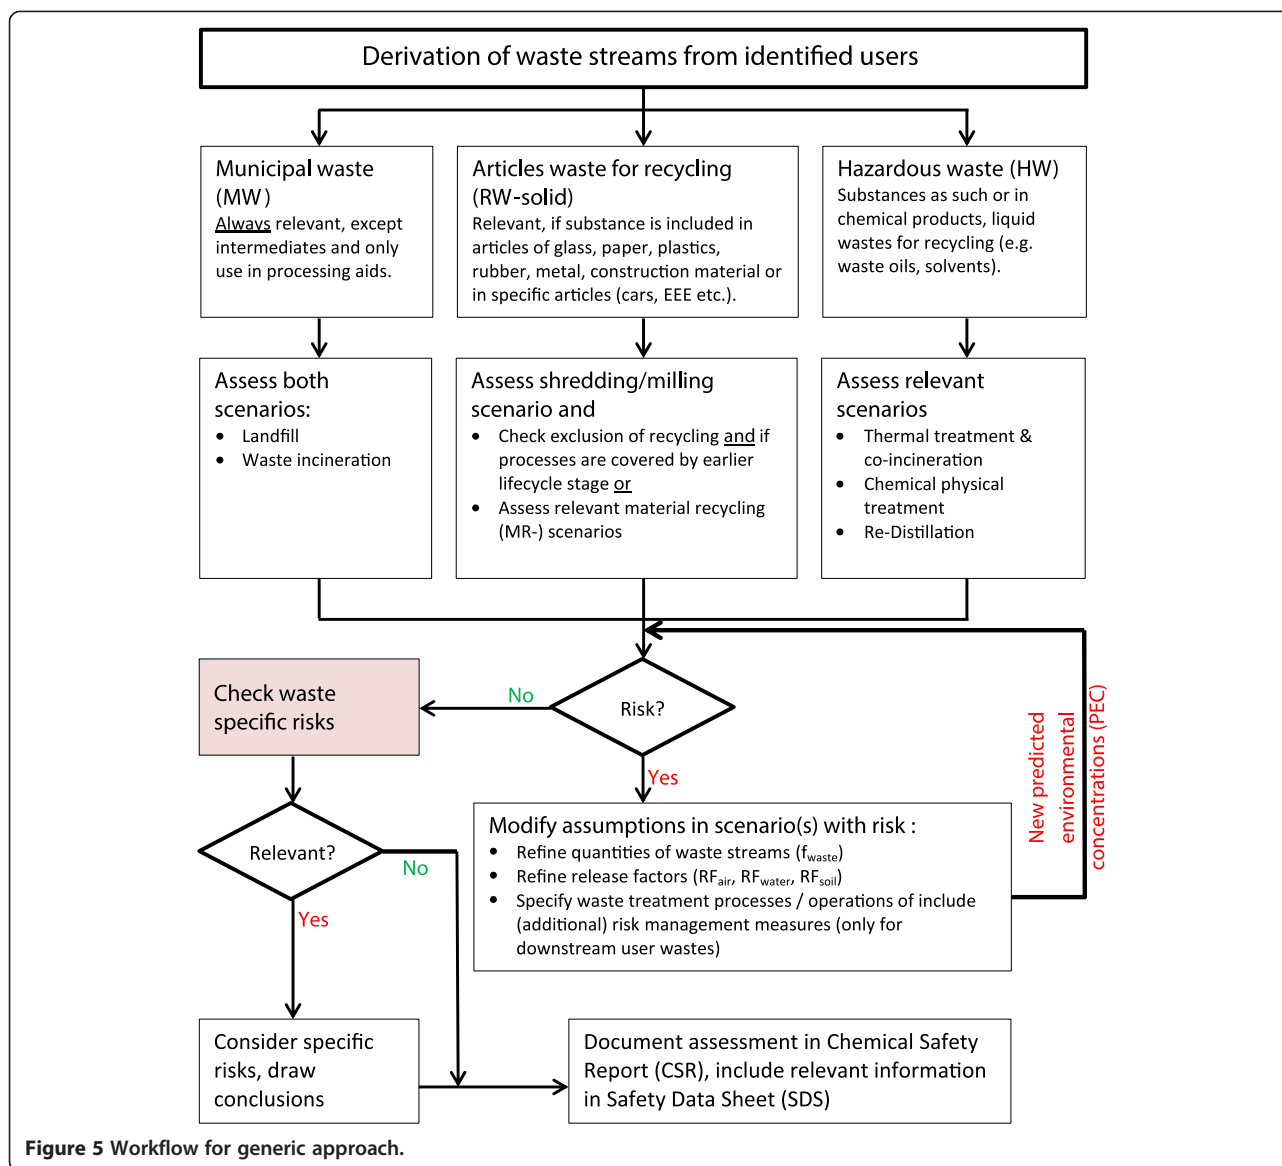 Derivation of waste streams from identified users
Municipal waste
(MW)
Always relevant, except
intermediates and only
use in processing aids.
Articles waste for recycling
(RW-solid)
Relevant, if substance is included in
articles of glass, paper, plastics,
rubber, metal, construction material or
in specific articles (cars, EEE etc.).
Hazardous waste (HW)
Substances as such or in
chemical products, liquid
wastes for recycling (e.g.
waste oils, solvents).
Assess both
scenarios:
• Landfill
• Waste incineration
Assess shredding/milling
scenario and
• Check exclusion of recycling and if
processes are covered by earlier
lifecycle stage or
• Assess relevant material recycling
(MR-) scenarios
Assess relevant
scenarios
• Thermal treatment &
co-incineration
• Chemical physical
treatment
• Re-Distillation
Check waste
specific risks
No
Risk?
Yes
New predicted
environmental
concentrations (PEC)
Modify assumptions in scenario(s) with risk :
• Refine quantities of waste streams (fwaste)
• Refine release factors (RFair, RFwater, RFsoil)
• Specify waste treatment processes / operations of include
(additional) risk management measures (only for
downstream user wastes)
Relevant?
No
Yes
Consider specific
risks, draw
conclusions
Document assessment in Chemical Safety
Report (CSR), include relevant information
in Safety Data Sheet (SDS)
Figure 5 Workflow for generic approach.